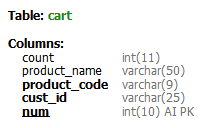 Table: cart
Columns:
count int(11)
product_name varchar(50)
product_code varchar(9)
cust_id varchar(25)
num int(10) AI PK